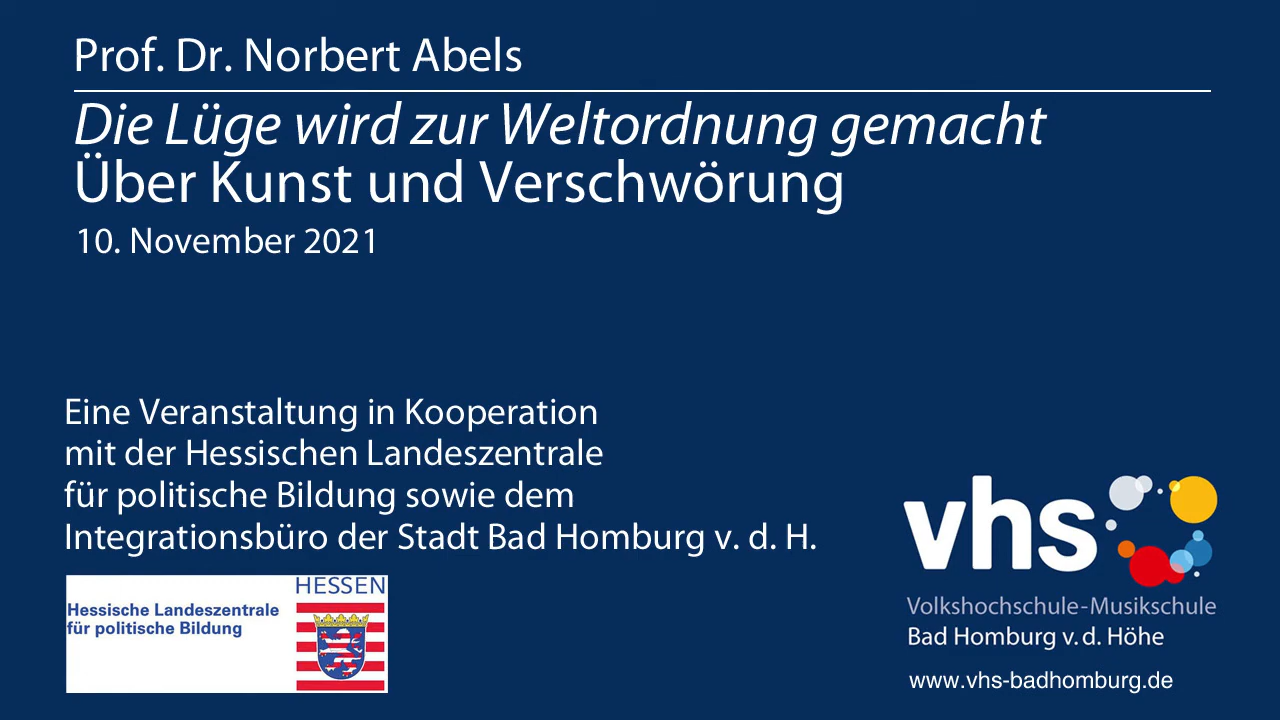 Prof. Dr. Norbert Abels
Die Lüge wird zur Weltordnung gemacht
Über Kunst und Verschwörung
10. November 2021
Eine Veranstaltung in Kooperation
mit der Hessischen Landeszentrale
für politische Bildung sowie dem
Integrationsbüro der Stadt Bad Homburg v. d. H.
HESSEN
Hessische Landeszentrale
für politische Bildung
vhs
Volkshochschule-Musikschule
Bad Homburg v. d. Höhe
www.vhs-badhomburg.de